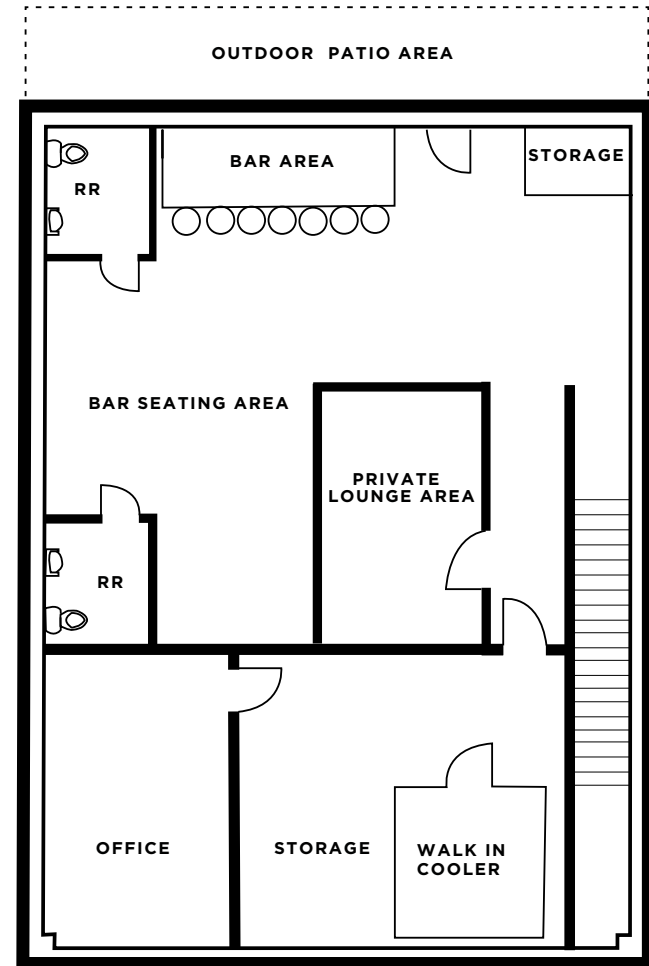 OUTDOOR PATIO AREA
BAR AREA
STORAGE
RR
BAR SEATING AREA
PRIVATE
LOUNGE AREA
RR
OFFICE
STORAGE
WALK IN
COOLER